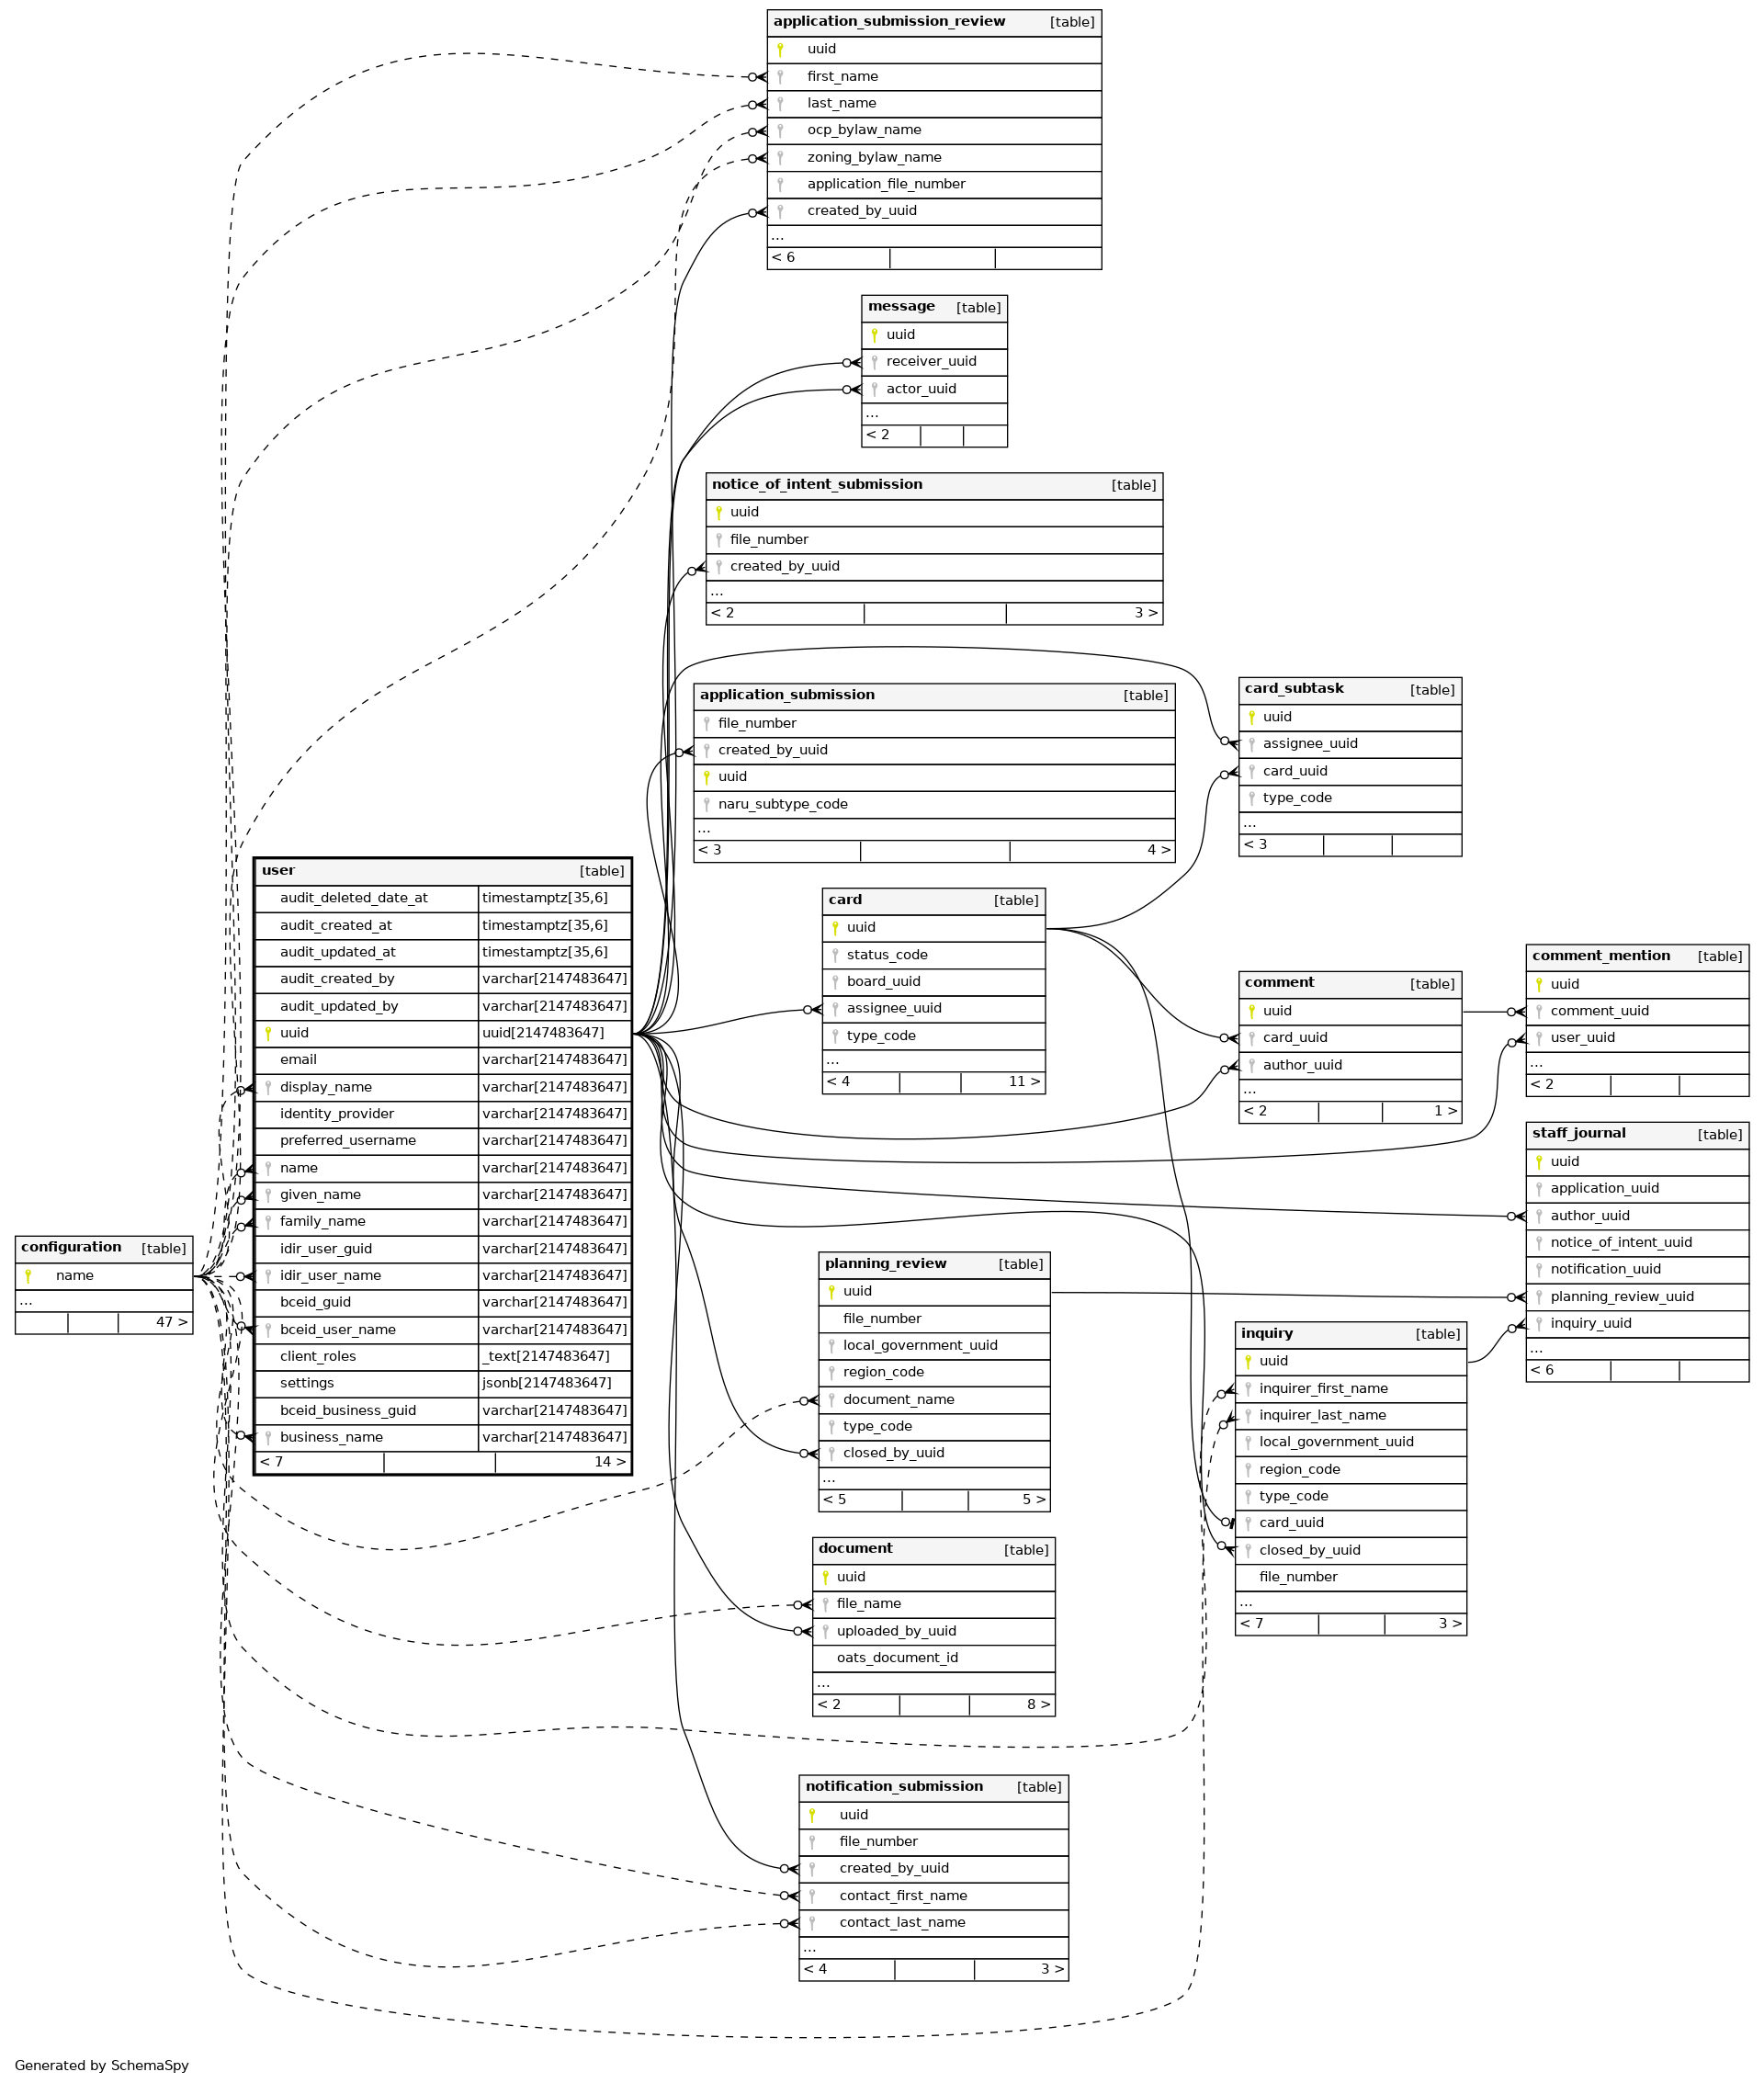 application_submission_review [table]
uuid
first_name
last_name
ocp_bylaw_name
zoning_bylaw_name
application_file_number
created_by_uuid
...
< 6
message [table]
uuid
receiver_uuid
actor_uuid
...
< 2
notice_of_intent_submission [table]
uuid
file_number
created_by_uuid
...
< 2 3 >
application_submission [table]
file_number
created_by_uuid
uuid
naru_subtype_code
...
< 3 4 >
card_subtask [table]
uuid
assignee_uuid
card_uuid
type_code
...
< 3
user [table]
audit_deleted_date_at timestamptz[35,6]
audit_created_at timestamptz[35,6]
audit_updated_at timestamptz[35,6]
audit_created_by varchar[2147483647]
audit_updated_by varchar[2147483647]
uuid uuid[2147483647]
email varchar[2147483647]
display_name varchar[2147483647]
identity_provider varchar[2147483647]
preferred_username varchar[2147483647]
name varchar[2147483647]
given_name varchar[2147483647]
family_name varchar[2147483647]
idir_user_guid varchar[2147483647]
idir_user_name varchar[2147483647]
bceid_guid varchar[2147483647]
bceid_user_name varchar[2147483647]
client_roles _text[2147483647]
settings jsonb[2147483647]
bceid_business_guid varchar[2147483647]
business_name varchar[2147483647]
< 7 14 >
card [table]
uuid
status_code
board_uuid
assignee_uuid
type_code
...
< 4 11 >
comment [table]
uuid
card_uuid
author_uuid
...
< 2 1 >
comment_mention [table]
uuid
comment_uuid
user_uuid
...
< 2
staff_journal [table]
uuid
application_uuid
author_uuid
notice_of_intent_uuid
notification_uuid
planning_review_uuid
inquiry_uuid
...
< 6
configuration [table]
name
...
47 >
planning_review [table]
uuid
file_number
local_government_uuid
region_code
document_name
type_code
closed_by_uuid
...
< 5 5 >
inquiry [table]
uuid
inquirer_first_name
inquirer_last_name
local_government_uuid
region_code
type_code
card_uuid
closed_by_uuid
file_number
...
< 7 3 >
document [table]
uuid
file_name
uploaded_by_uuid
oats_document_id
...
< 2 8 >
notification_submission [table]
uuid
file_number
created_by_uuid
contact_first_name
contact_last_name
...
< 4 3 >
Generated by SchemaSpy